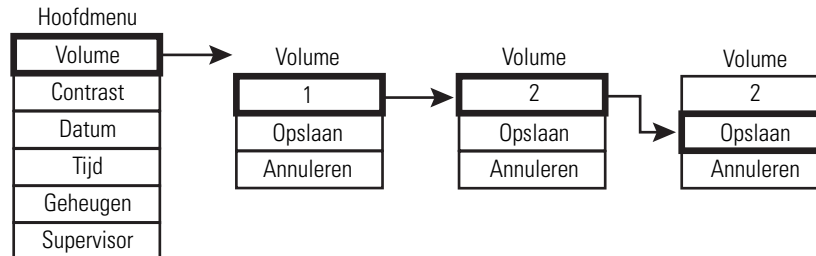 Hoofdmenu
Volume
Contrast
Datum
Tijd
Geheugen
Supervisor
Volume
1
Opslaan
Annuleren
Volume
2
Opslaan
Annuleren
Volume
2
Opslaan
Annuleren